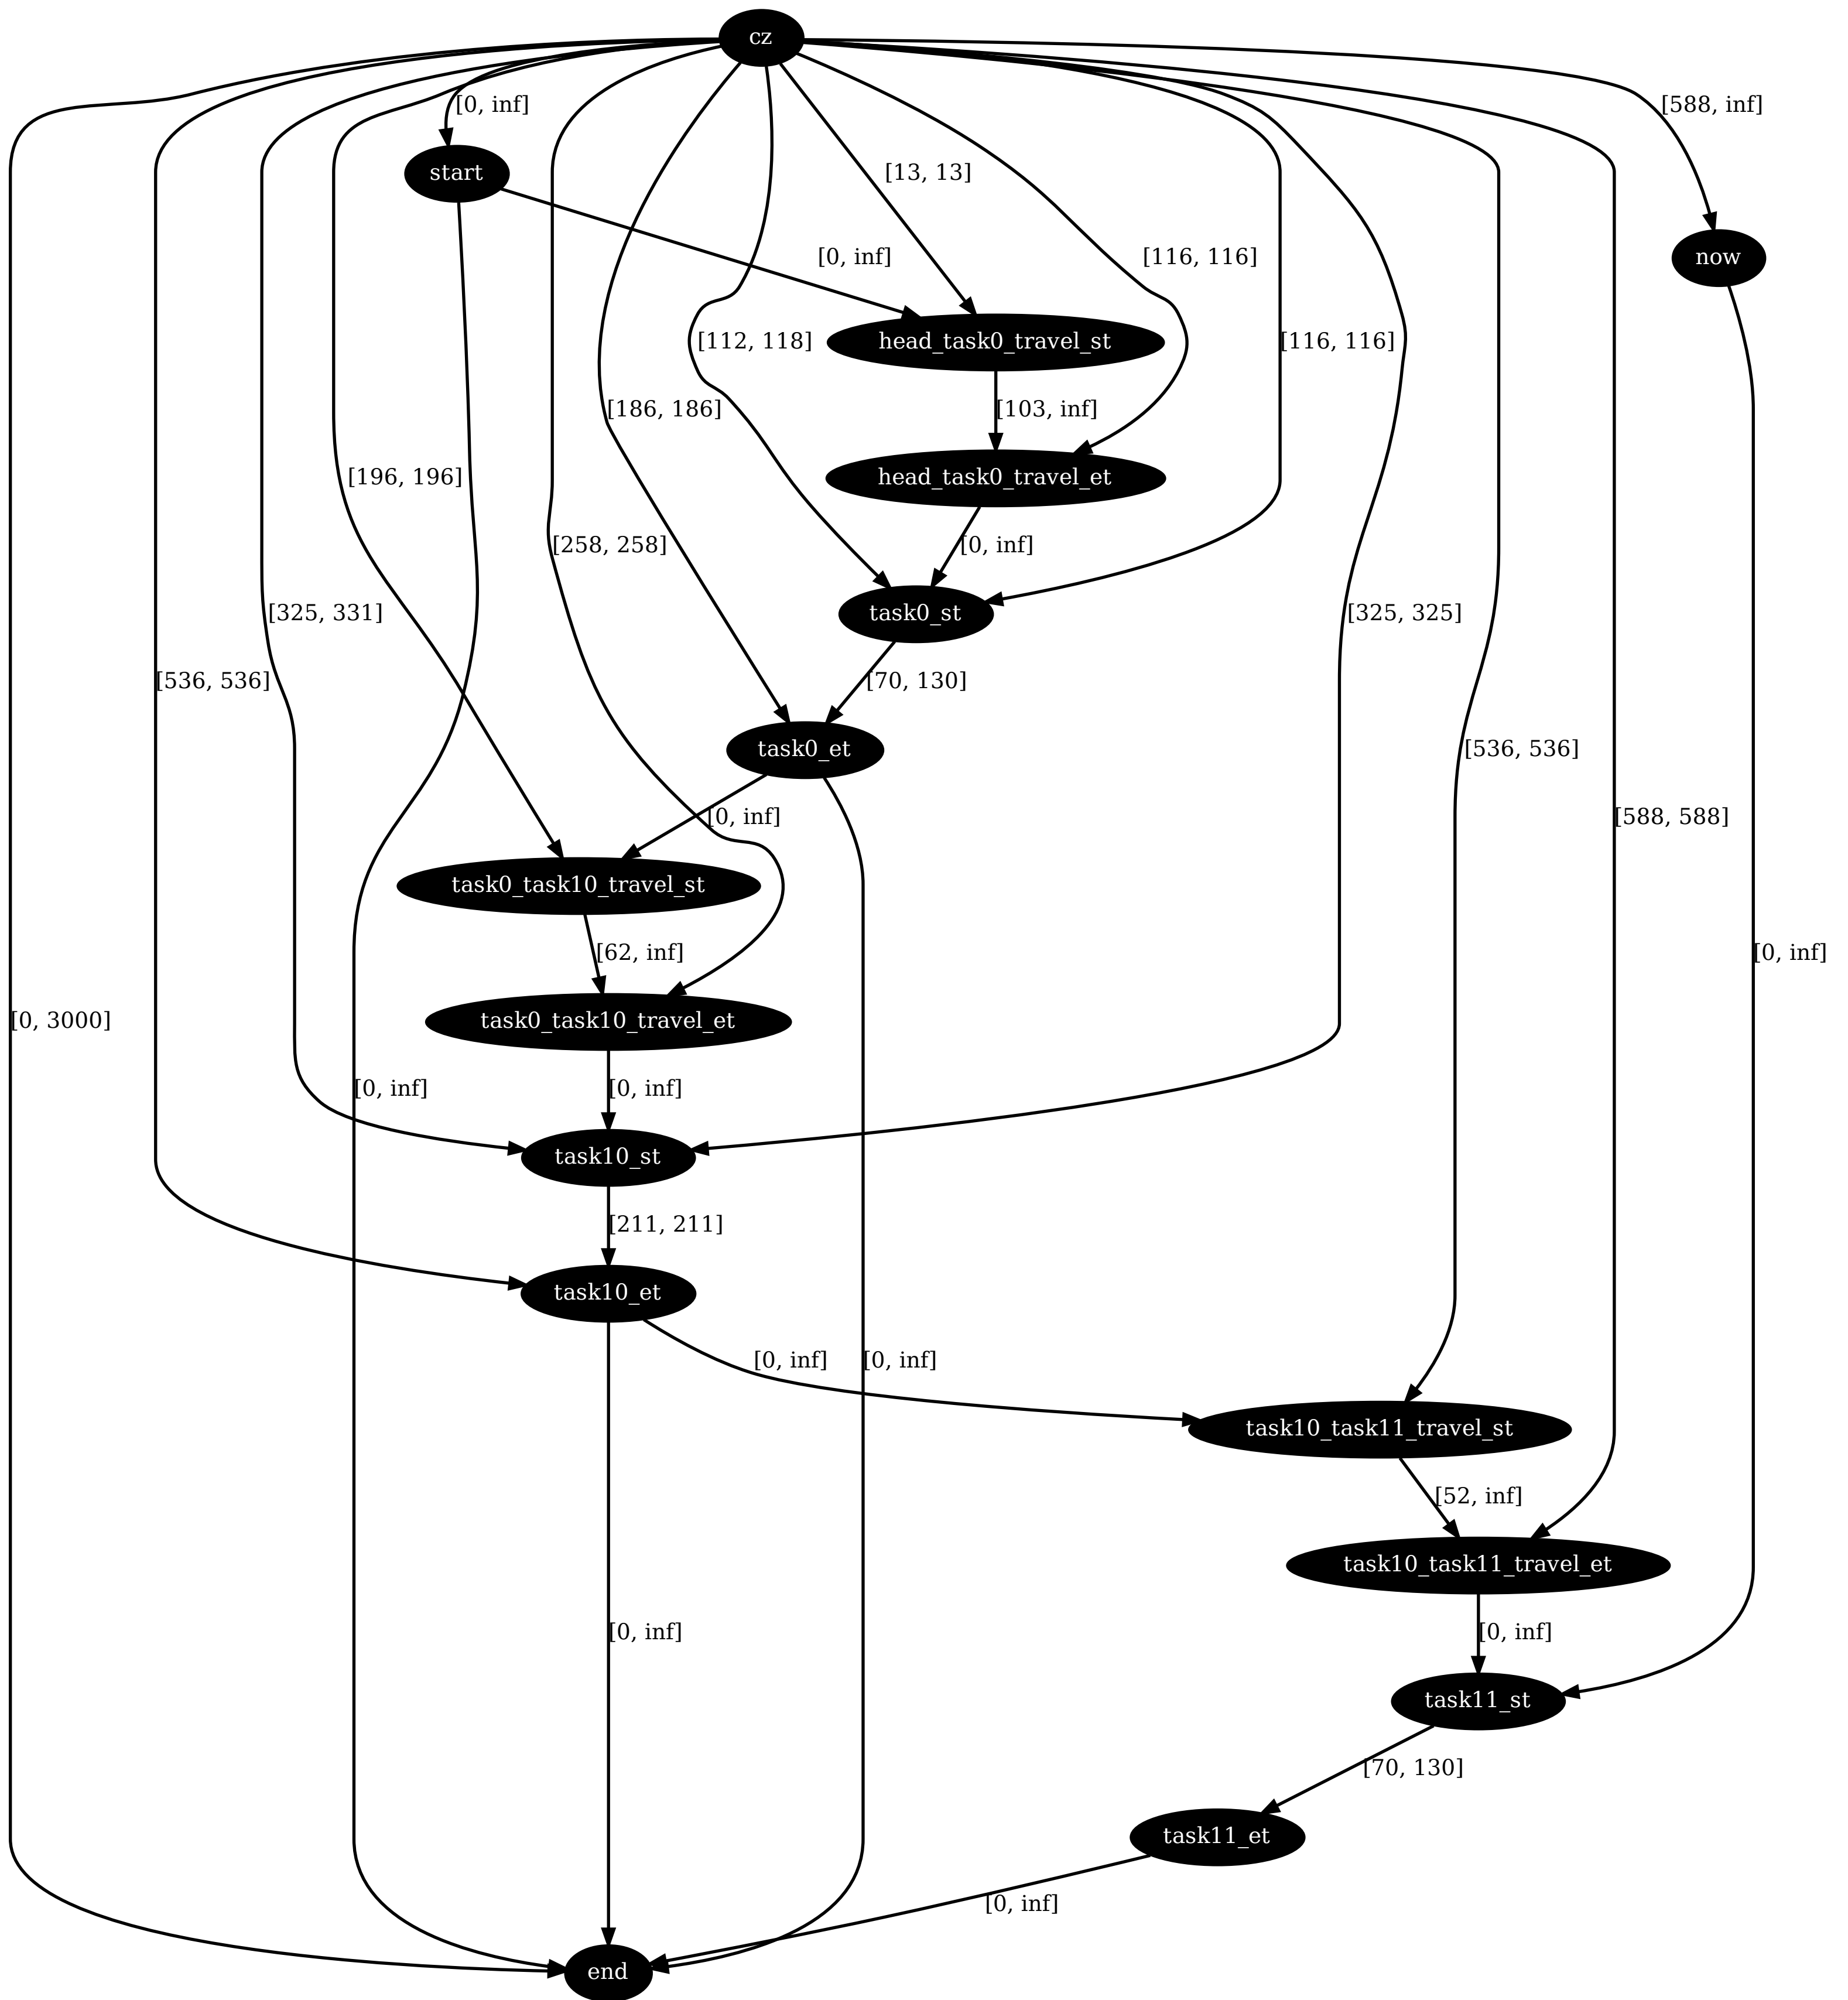 cz
[0, inf]
[588, inf]
start
[13, 13]
now
[0, inf]
[116, 116]
head_task0_travel_st
[112, 118]
[116, 116]
[186, 186]
[103, inf]
[196, 196]
head_task0_travel_et
[258, 258]
[0, inf]
task0_st
[325, 331]
[325, 325]
[536, 536]
[70, 130]
task0_et
[536, 536]
[0, inf]
[588, 588]
task0_task10_travel_st
[62, inf]
[0, inf]
[0, 3000]
task0_task10_travel_et
[0, inf]
[0, inf]
task10_st
[211, 211]
task10_et
[0, inf]
[0, inf]
task10_task11_travel_st
[52, inf]
task10_task11_travel_et
[0, inf]
[0, inf]
task11_st
[70, 130]
task11_et
[0, inf]
end